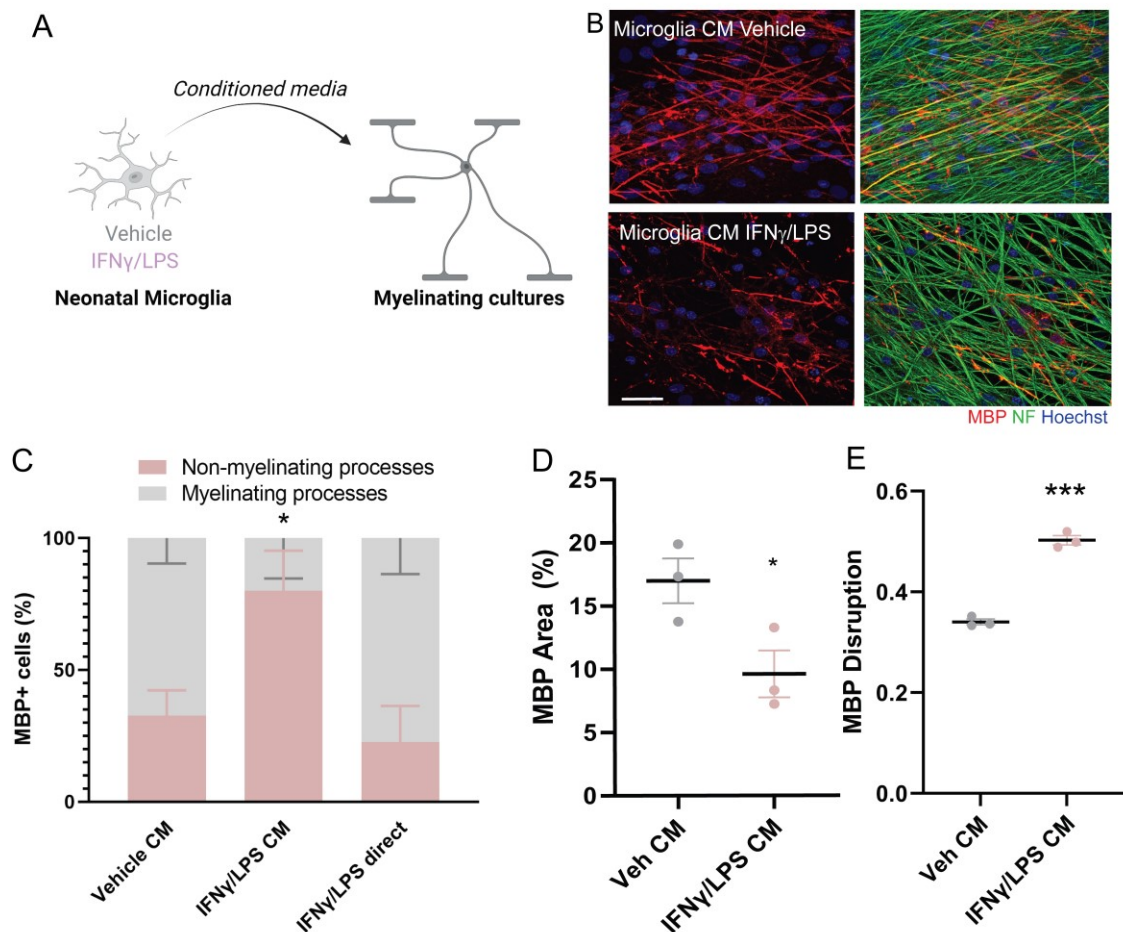 A
Conditioned media
Vehicle
IFNγ/LPS
Neonatal Microglia
Myelinating cultures
B
Microglia CM Vehicle
Microglia CM IFNγ/LPS
MBP NF Hoechst
C
Non-myelinating processes
Myelinating processes
*
100
50
0
MBP+ cells (%)
Vehicle CM
IFNγ/LPS CM
IFNγ/LPS direct
D
25
20
15
10
5
0
MBP Area (%)
*
Veh CM
IFNγ/LPS CM
E
0.6
0.4
0.2
0.0
MBP Disruption
***
Veh CM
IFNγ/LPS CM